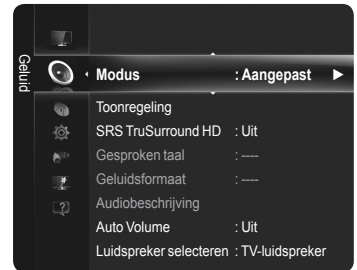 Geluid
Modus : Aangepast
Toonregeling
SRS TruSurround HD : Uit
Gesproken taal : ----
Geluidsformaat : ----
Audiobeschrijving
Auto Volume : Uit
Luidspreker selecteren : TV-luidspreker